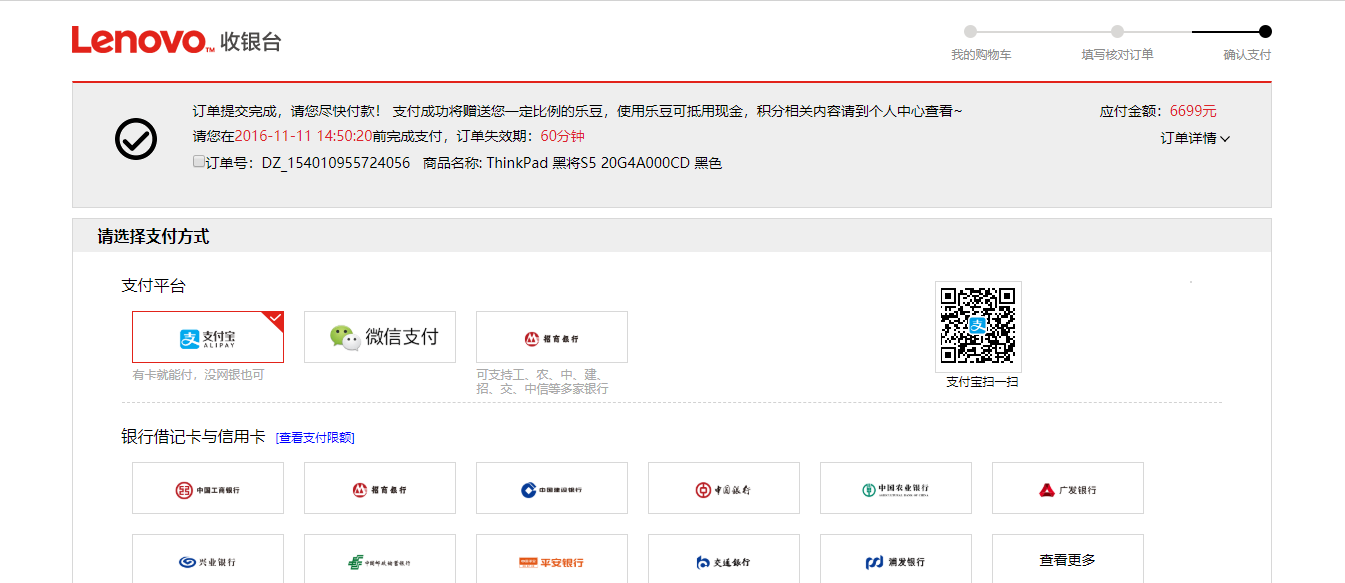 Lenovo™ 收银台
我的购物车 填写核对订单 确认支付
订单提交完成，请您尽快付款！ 支付成功将赠送您一定比例的乐豆，使用乐豆可抵用现金，积分相关内容请到个人中心查看~
应付金额：6699元
请您在2016-11-11 14:50:20前完成支付，订单失效期：60分钟
订单详情
订单号：DZ_154010955724056 商品名称: ThinkPad 黑将S5 20G4A000CD 黑色
请选择支付方式
支付平台
支付宝
ALIPAY
微信支付
招商银行
有卡就能付，没网银也可
可支持工、农、中、建、
招、交、中信等多家银行
支
支付宝扫一扫
银行借记卡与信用卡 [查看支付限额]
中国工商银行 招商银行 中国建设银行 中国银行 中国农业银行 广发银行
AGRICULTURAL BANK OF CHINA
兴业银行 中国邮政储蓄银行 平安银行 交通银行 浦发银行 查看更多